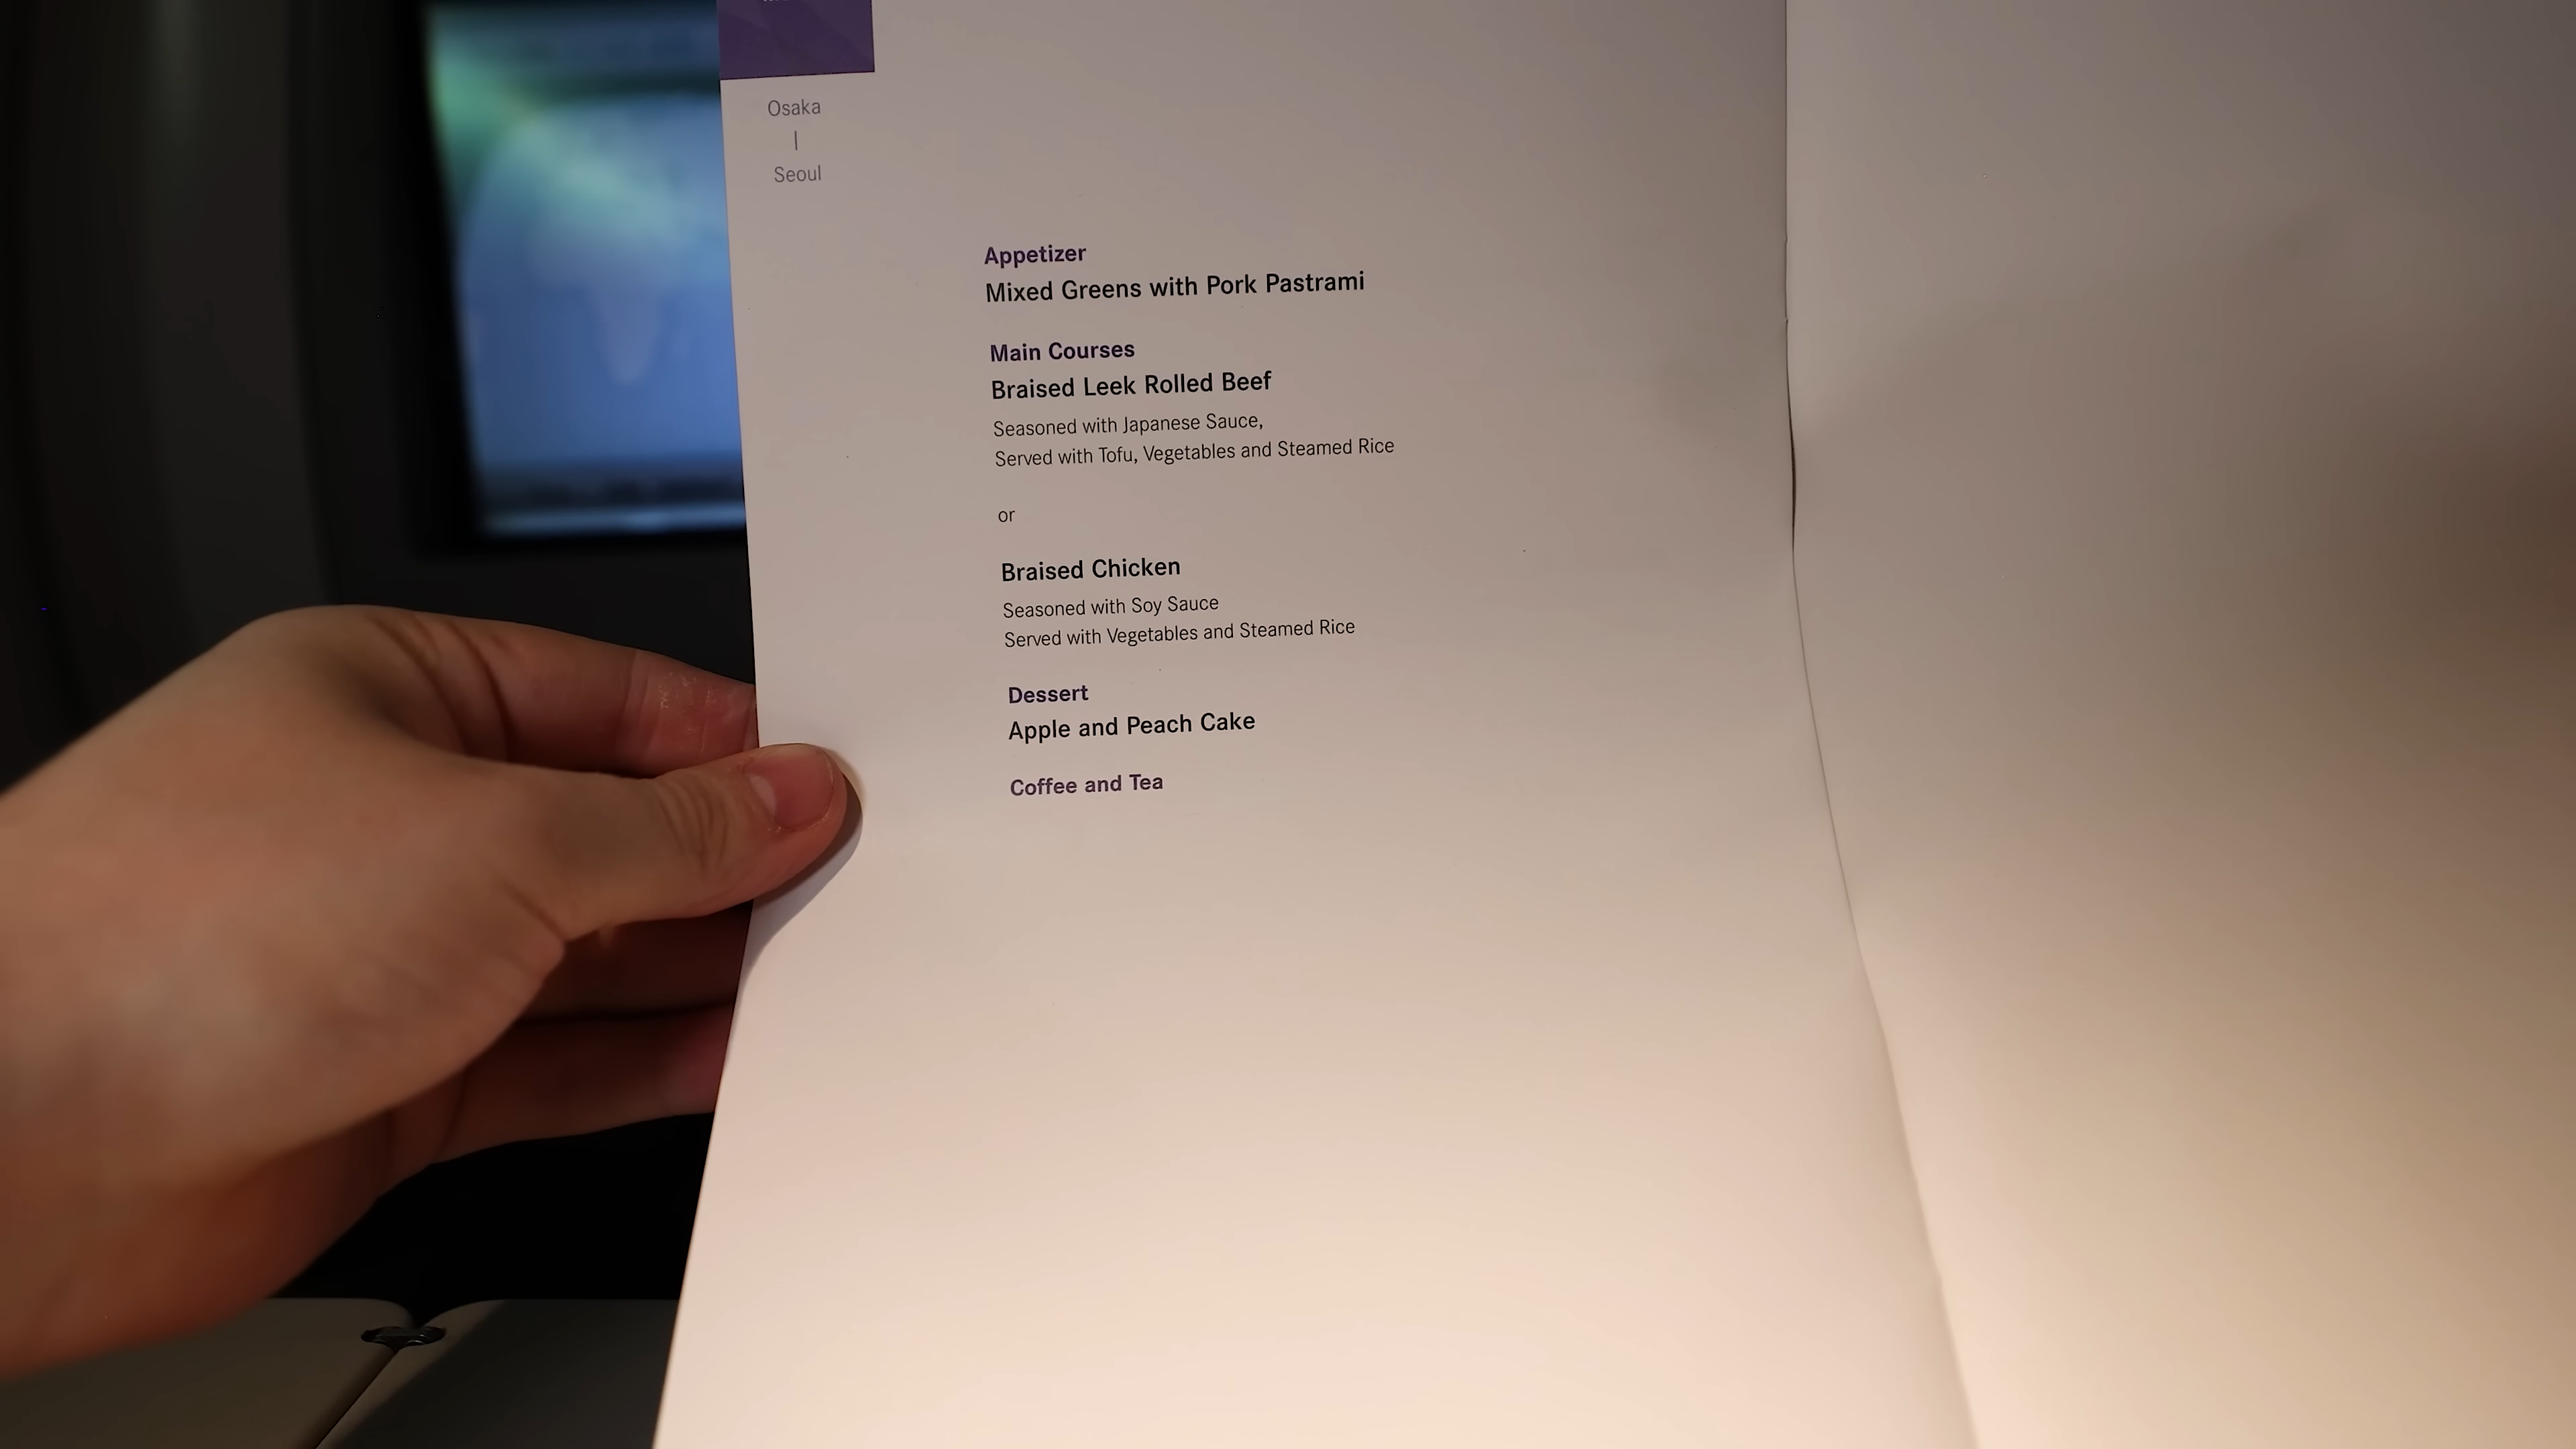 Osaka
|
Seoul
Appetizer
Mixed Greens with Pork Pastrami
Main Courses
Braised Leek Rolled Beef
Seasoned with Japanese Sauce,
Served with Tofu, Vegetables and Steamed Rice
or
Braised Chicken
Seasoned with Soy Sauce
Served with Vegetables and Steamed Rice
Dessert
Apple and Peach Cake
Coffee and Tea